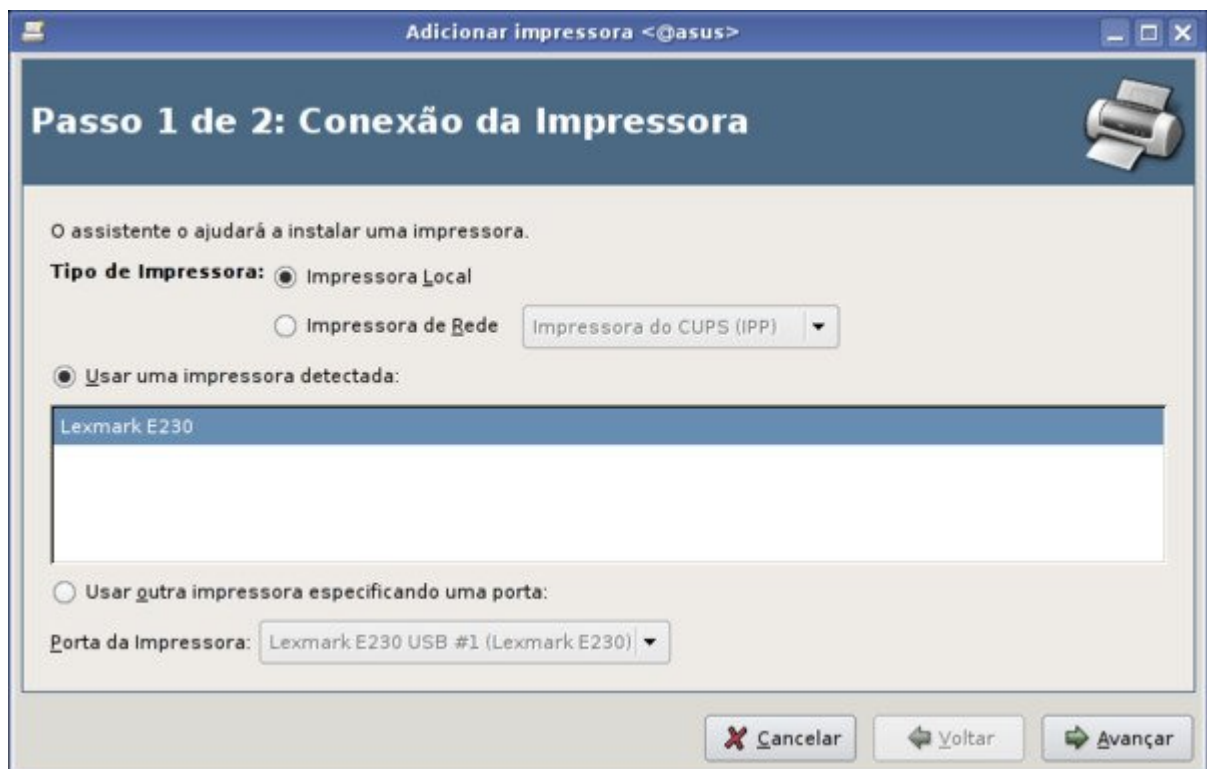 Adicionar impressora <@asus>
Passo 1 de 2: Conexão da Impressora
O assistente o ajudará a instalar uma impressora.
Tipo de Impressora: Impressora Local
Impressora de Rede Impressora do CUPS (IPP)
Usar uma impressora detectada:
Lexmark E230
Usar outra impressora especificando uma porta:
Porta da Impressora: Lexmark E230 USB #1 (Lexmark E230)
Cancelar Voltar Avançar